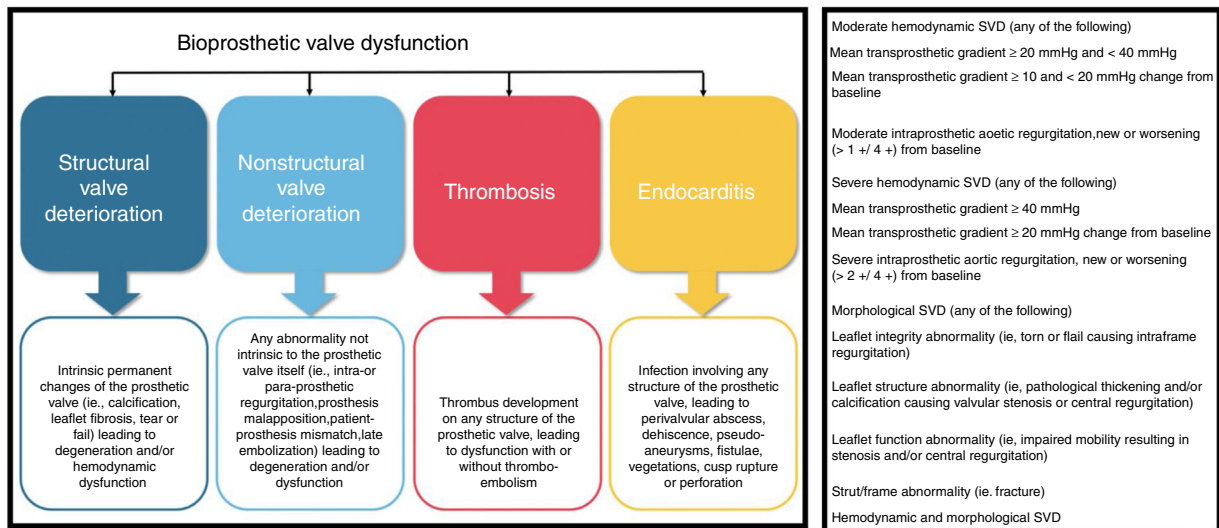 Bioprosthetic valve dysfunction
Structural
valve
deterioration
Nonstructural
valve
deterioration
Thrombosis
Endocarditis
Intrinsic permanent
changes of the prosthetic
valve (ie., calcification,
leaflet fibrosis, tear or
fail) leading to
degeneration and/or
hemodynamic
dysfunction
Any abnormality not
intrinsic to the prosthetic
valve itself (ie., intra-or
para-prosthetic
regurgitation,prosthesis
malapposition,patient-
prosthesis mismatch,late
embolization) leading to
degeneration and/or
dysfunction
Thrombus development
on any structure of the
prosthetic valve, leading
to dysfunction with or
without thrombo-
embolism
Infection involving any
structure of the prosthetic
valve, leading to
perivalvular abscess,
dehiscence, pseudo-
aneurysms, fistulae,
vegetations, cusp rupture
or perforation
Moderate hemodynamic SVD (any of the following)
Mean transprosthetic gradient ≥ 20 mmHg and < 40 mmHg
Mean transprosthetic gradient ≥ 10 and < 20 mmHg change from
baseline
Moderate intraprosthetic aoetic regurgitation,new or worsening
(> 1 +/ 4 +) from baseline
Severe hemodynamic SVD (any of the following)
Mean transprosthetic gradient ≥ 40 mmHg
Mean transprosthetic gradient ≥ 20 mmHg change from baseline
Severe intraprosthetic aortic regurgitation, new or worsening
(> 2 +/ 4 +) from baseline
Morphological SVD (any of the following)
Leaflet integrity abnormality (ie, torn or flail causing intraframe
regurgitation)
Leaflet structure abnormality (ie, pathological thickening and/or
calcification causing valvular stenosis or central regurgitation)
Leaflet function abnormality (ie, impaired mobility resulting in
stenosis and/or central regurgitation)
Strut/frame abnormality (ie. fracture)
Hemodynamic and morphological SVD